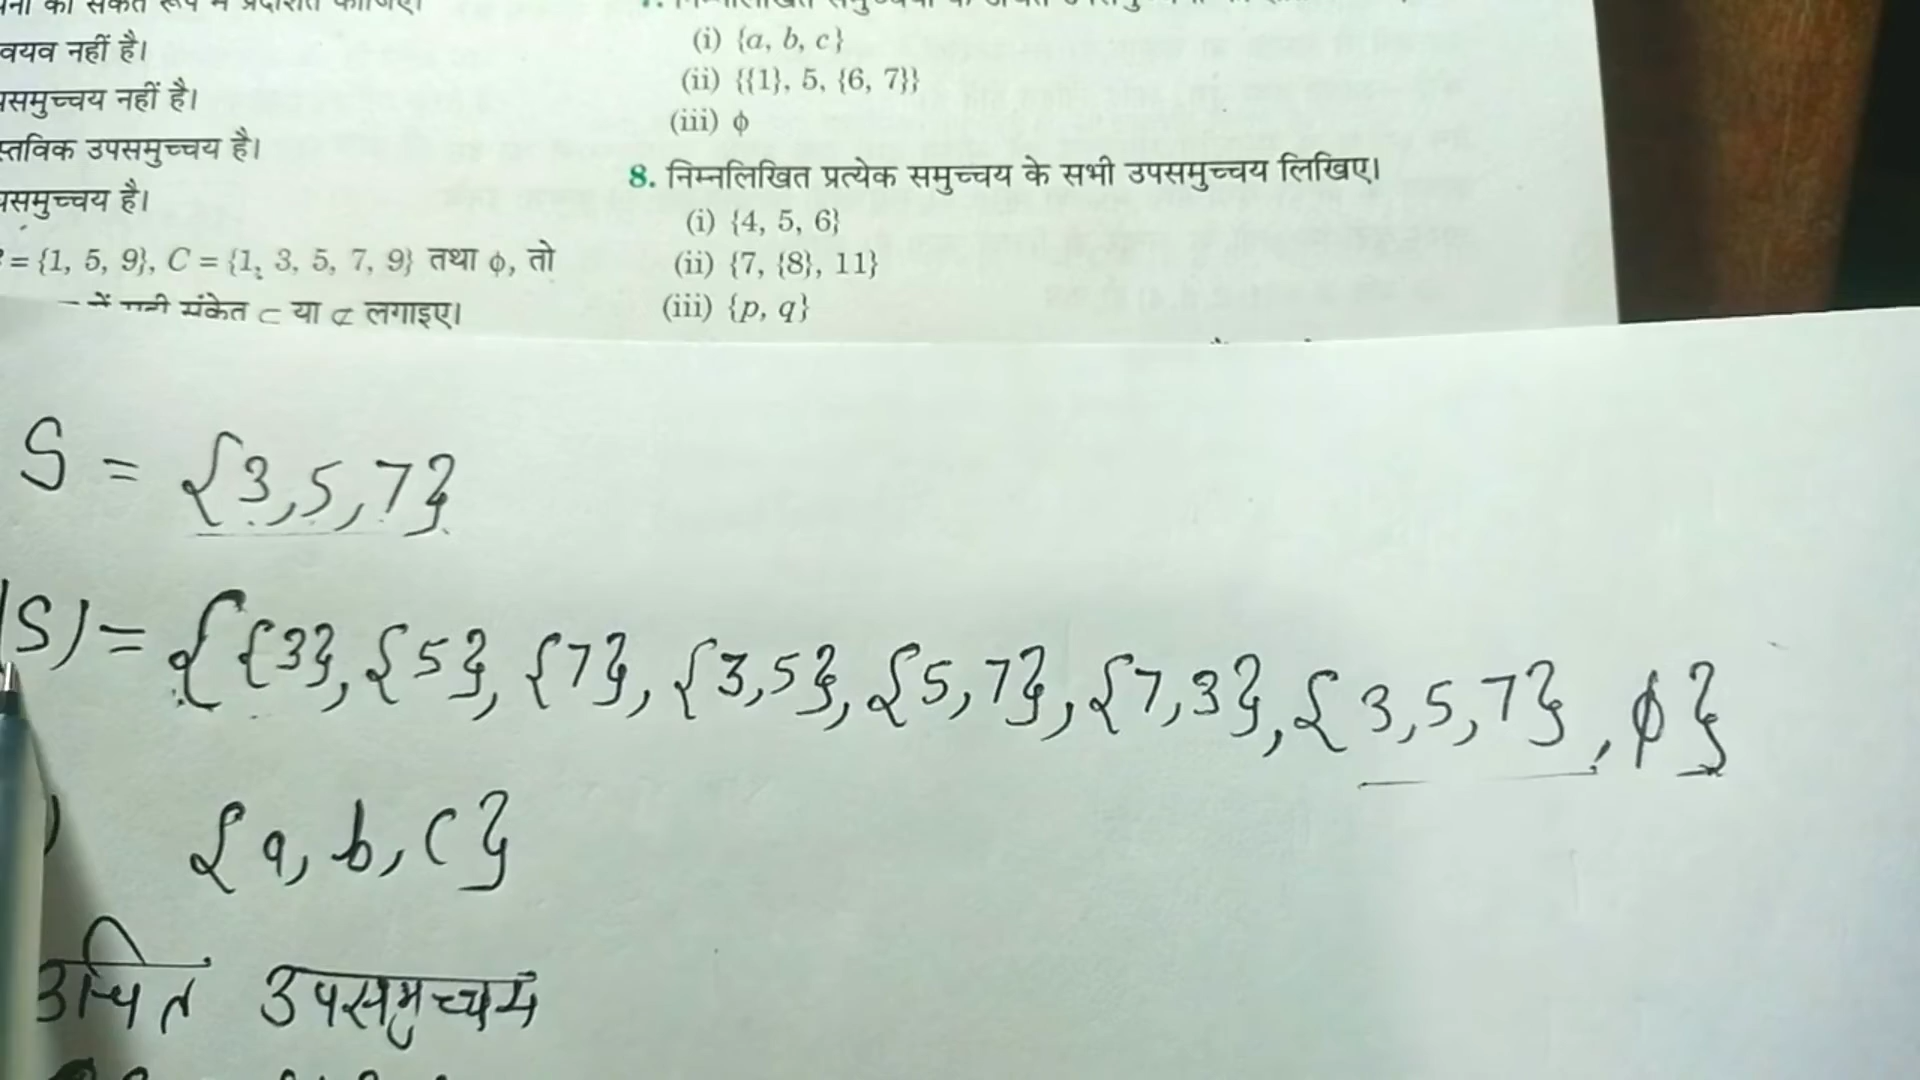 वयव नहीं है।
समुच्चय नहीं है।
उपसमुच्चय है।
समुच्चय है।
= {1, 5, 9}, C = {1, 3, 5, 7, 9} तथा ϕ, तो
संकेत ⊂ या ⊄ लगाइए।
(i) {a, b, c}
(ii) {{1}, 5, {6, 7}}
(iii) ϕ
8. निम्नलिखित प्रत्येक समुच्चय के सभी उपसमुच्चय लिखिए।
(i) {4, 5, 6}
(ii) {7, {8}, 11}
(iii) {p, q}
S = {3, 5, 7}
(S) = {{3}, {5}, {7}, {3, 5}, {5, 7}, {7, 3}, {3, 5, 7}, ϕ}
) {a, b, c}
उचित उपसमुच्चय